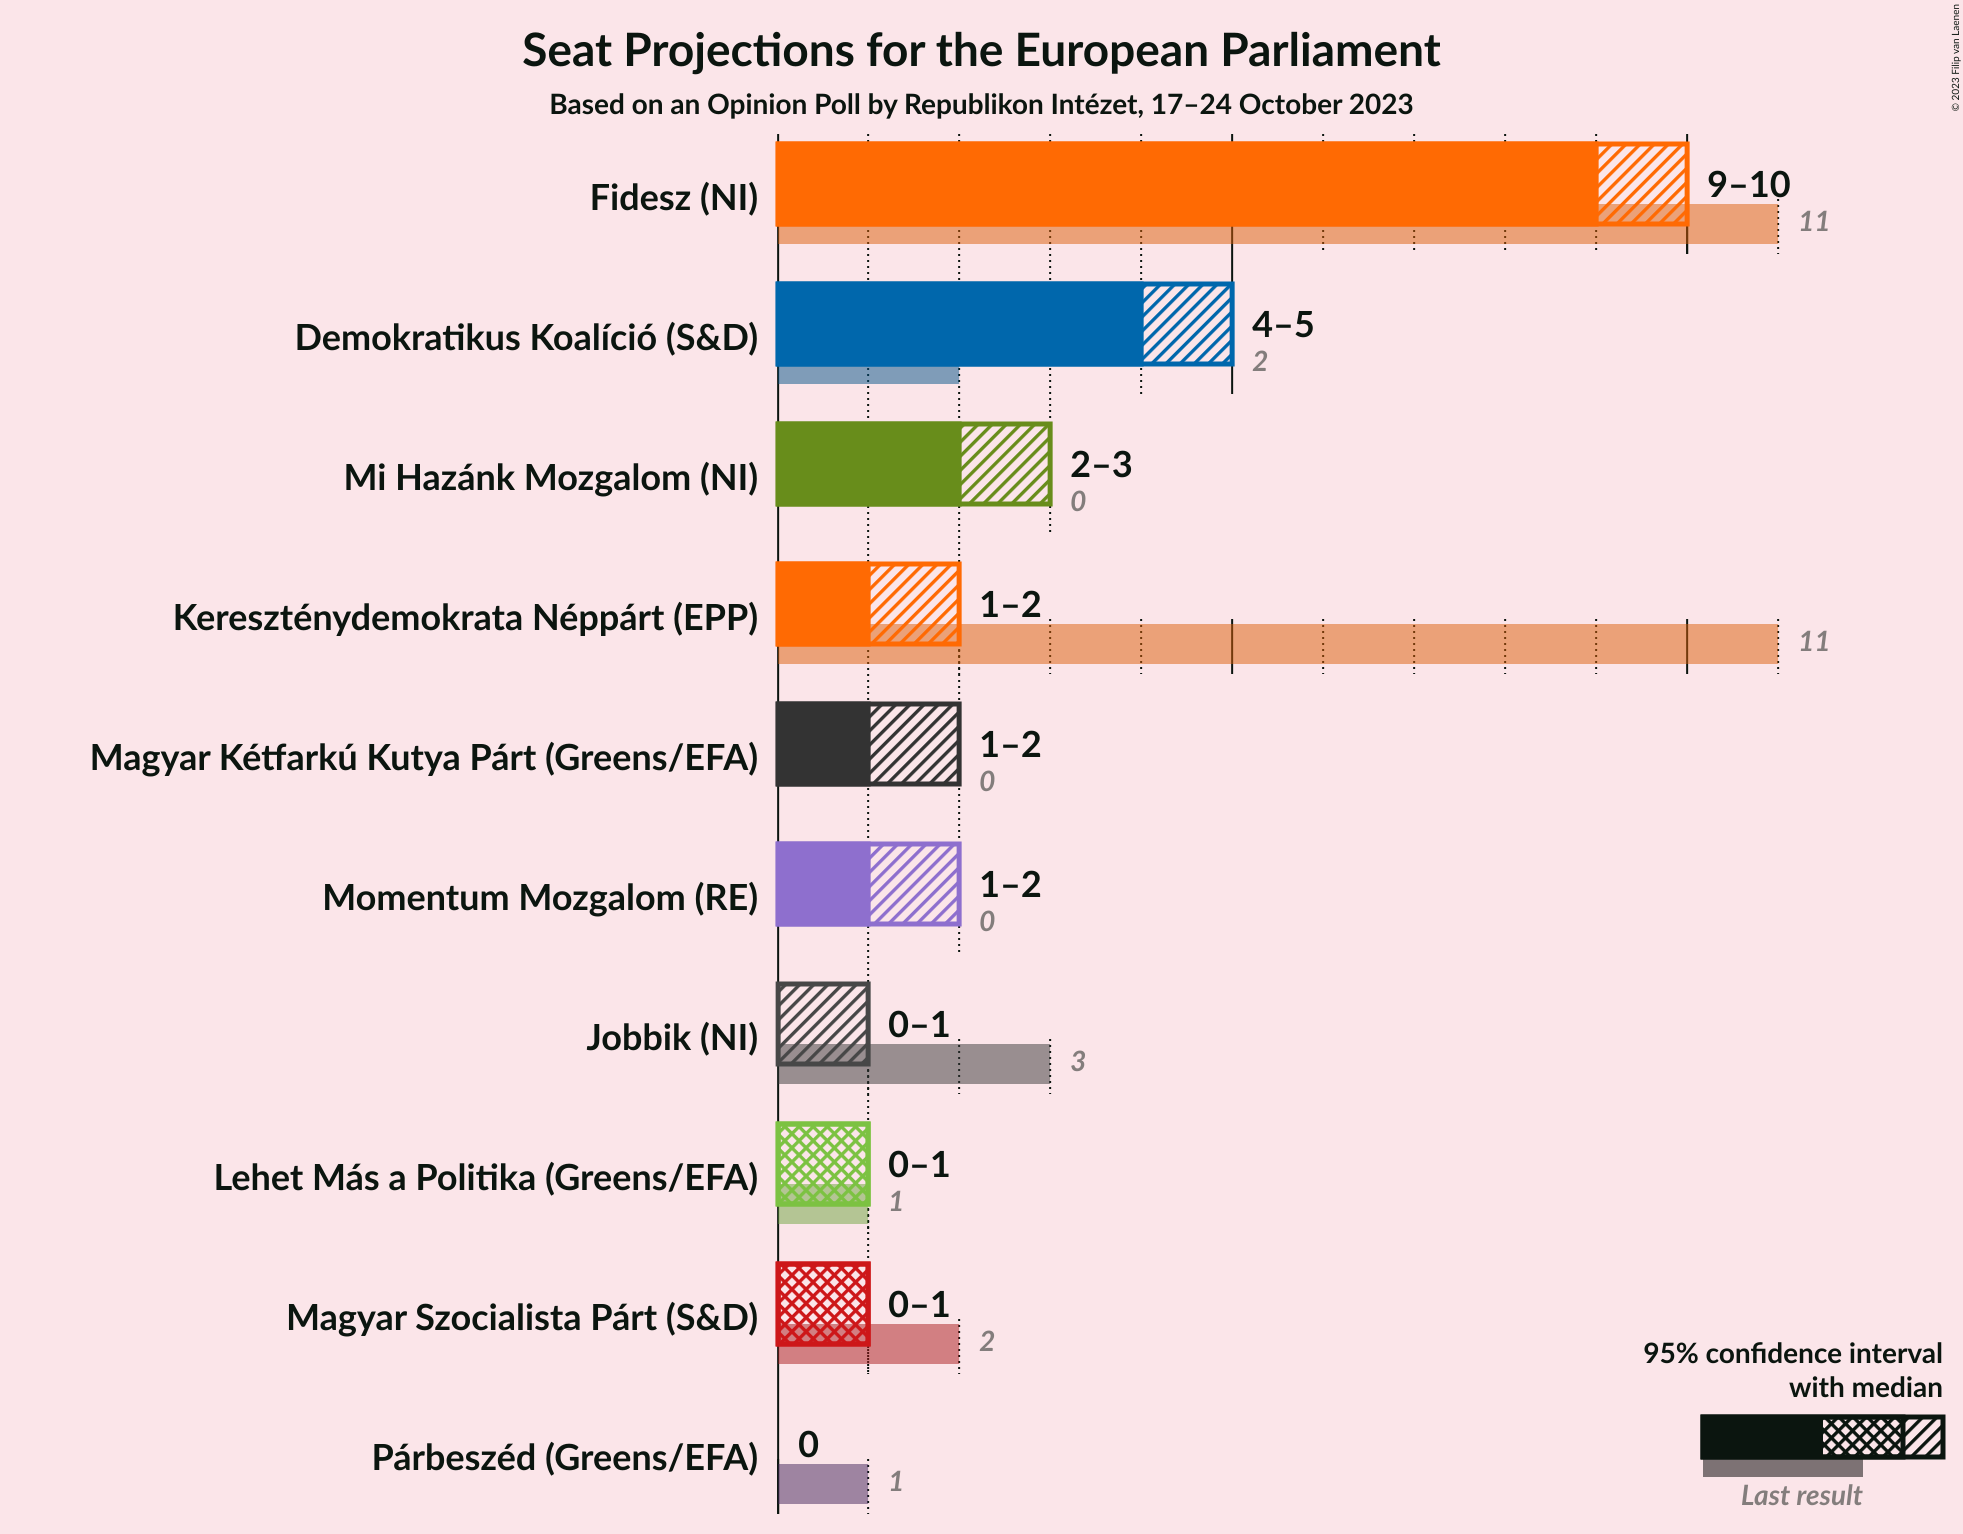 Seat Projections for the European Parliament
Based on an Opinion Poll by Republikon Intézet, 17–24 October 2023
© 2023 Filip van Laenen
Fidesz (NI)
9–10
11
Demokratikus Koalíció (S&D)
4–5
2
Mi Hazánk Mozgalom (NI)
2–3
0
Kereszténydemokrata Néppárt (EPP)
1–2
11
Magyar Kétfarkú Kutya Párt (Greens/EFA)
1–2
0
Momentum Mozgalom (RE)
1–2
0
Jobbik (NI)
0–1
3
Lehet Más a Politika (Greens/EFA)
0–1
1
Magyar Szocialista Párt (S&D)
0–1
2
Párbeszéd (Greens/EFA)
0
1
95% confidence interval
with median
Last result